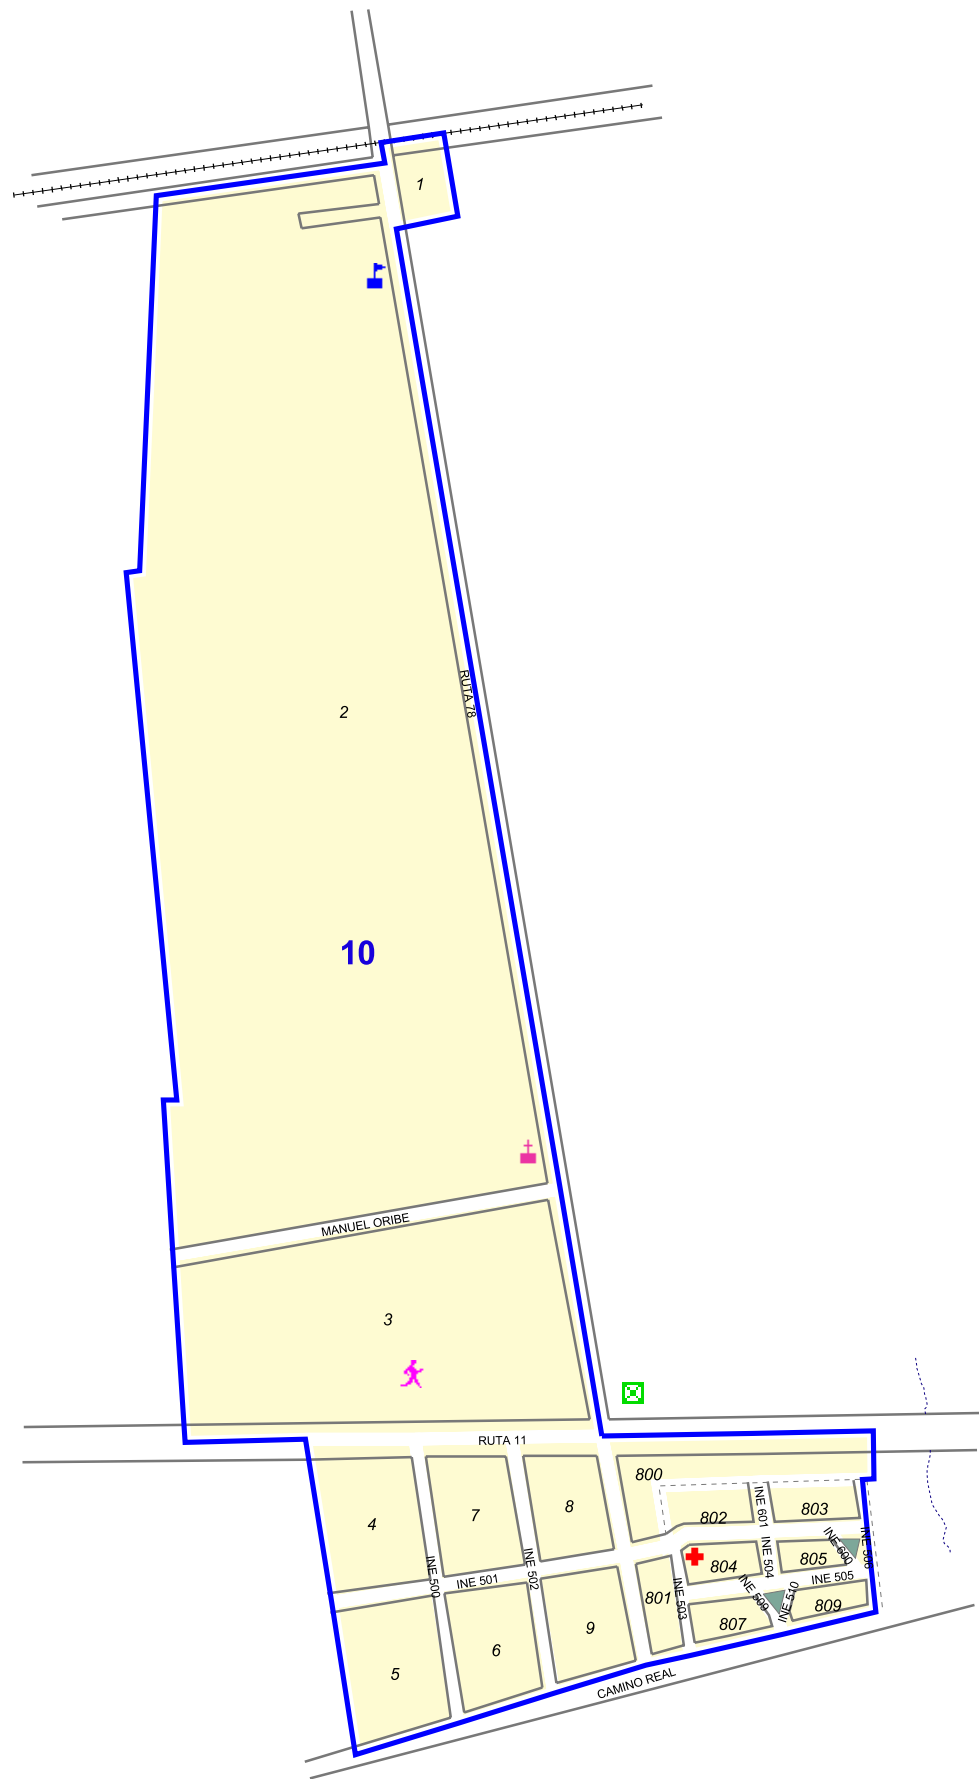 1
RUTA 78
2
10
MANUEL ORIBE
3
RUTA 11
800
INE 601
803
802
8
7
4
INE 600
INE 506
INE 504
805
804
INE 505
INE 500
INE 501
INE 502
INE 503
INE 509
INE 510
801
809
807
9
6
5
CAMINO REAL